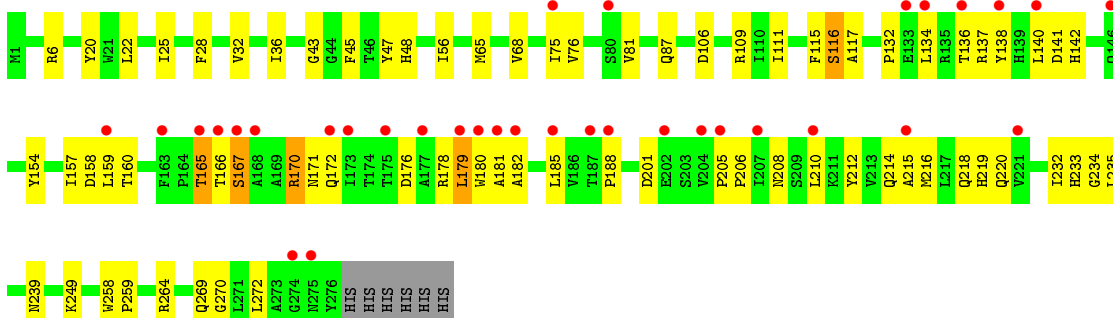 M1 R6 Y20 W21 L22 I25 F28 V32 I36 G43 G44 F45 T46 Y47 H48 I56 M65 V68 I75 V76 S80 V81 Q87 D106 R109 I110 I111 F115 S116 A117 P132 E133 L134 R135 T136 R137 Y138 H139 L140 D141 H142
Y154 I157 D158 L159 T160 F163 P164 T165 T166 S167 A168 A169 R170 N171 Q172 I173 T174 T175 D176 A177 R178 L179 W180 A181 A182 L185 V186 T187 P188 D201 E202 S203 V204 P205 P206 I207 N208 S209 L210 K211 Y212 V213 Q214 A215 M216 L217 Q218 H219 Q220 V221 I232 H233 G234 L235
N239 K249 W258 P259 R264 Q269 G270 L271 L272 A273 G274 N275 Y276 HIS HIS HIS HIS HIS HIS